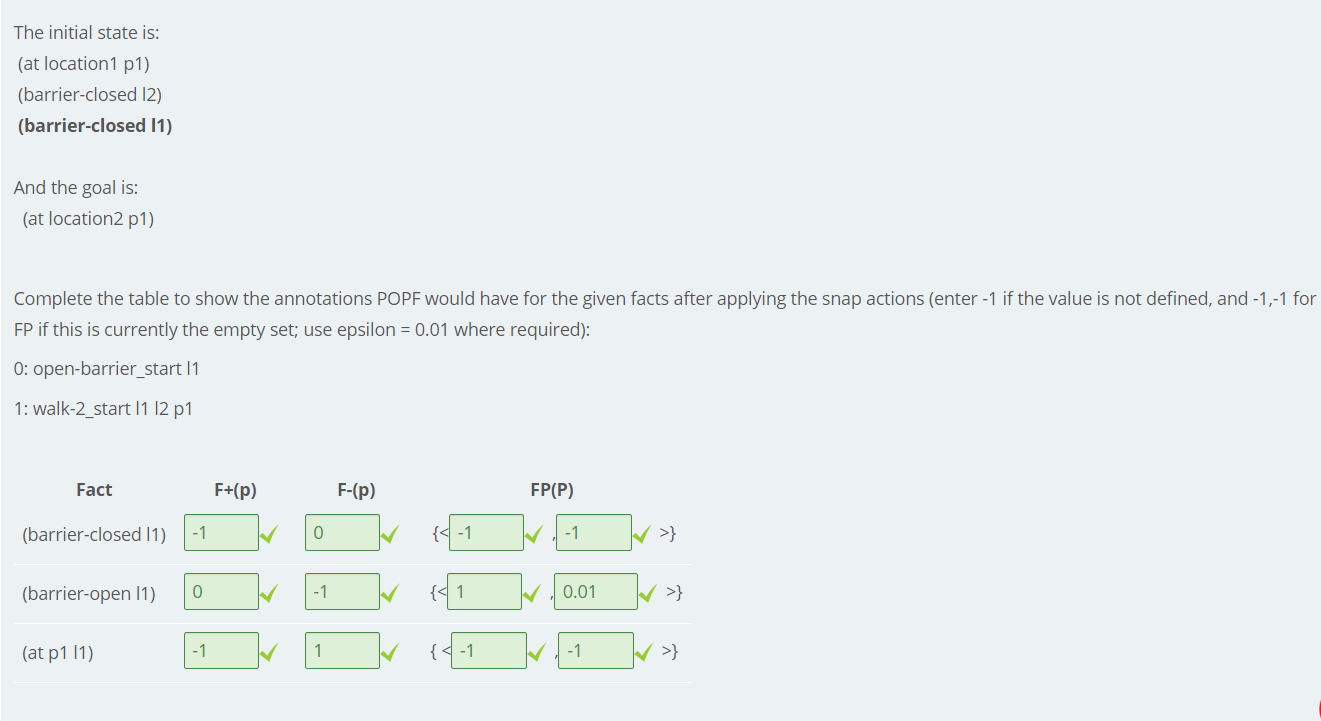 The initial state is:
(at location1 p1)
(barrier-closed l2)
(barrier-closed l1)
And the goal is:
(at location2 p1)
Complete the table to show the annotations POPF would have for the given facts after applying the snap actions (enter -1 if the value is not defined, and -1,-1 for
FP if this is currently the empty set; use epsilon = 0.01 where required):
0: open-barrier_start l1
1: walk-2_start l1 l2 p1
Fact F+(p) F-(p) FP(P)
(barrier-closed l1) -1 0 {< -1 , -1 >}
(barrier-open l1) 0 -1 {< 1 , 0.01 >}
(at p1 l1) -1 1 { < -1 , -1 >}